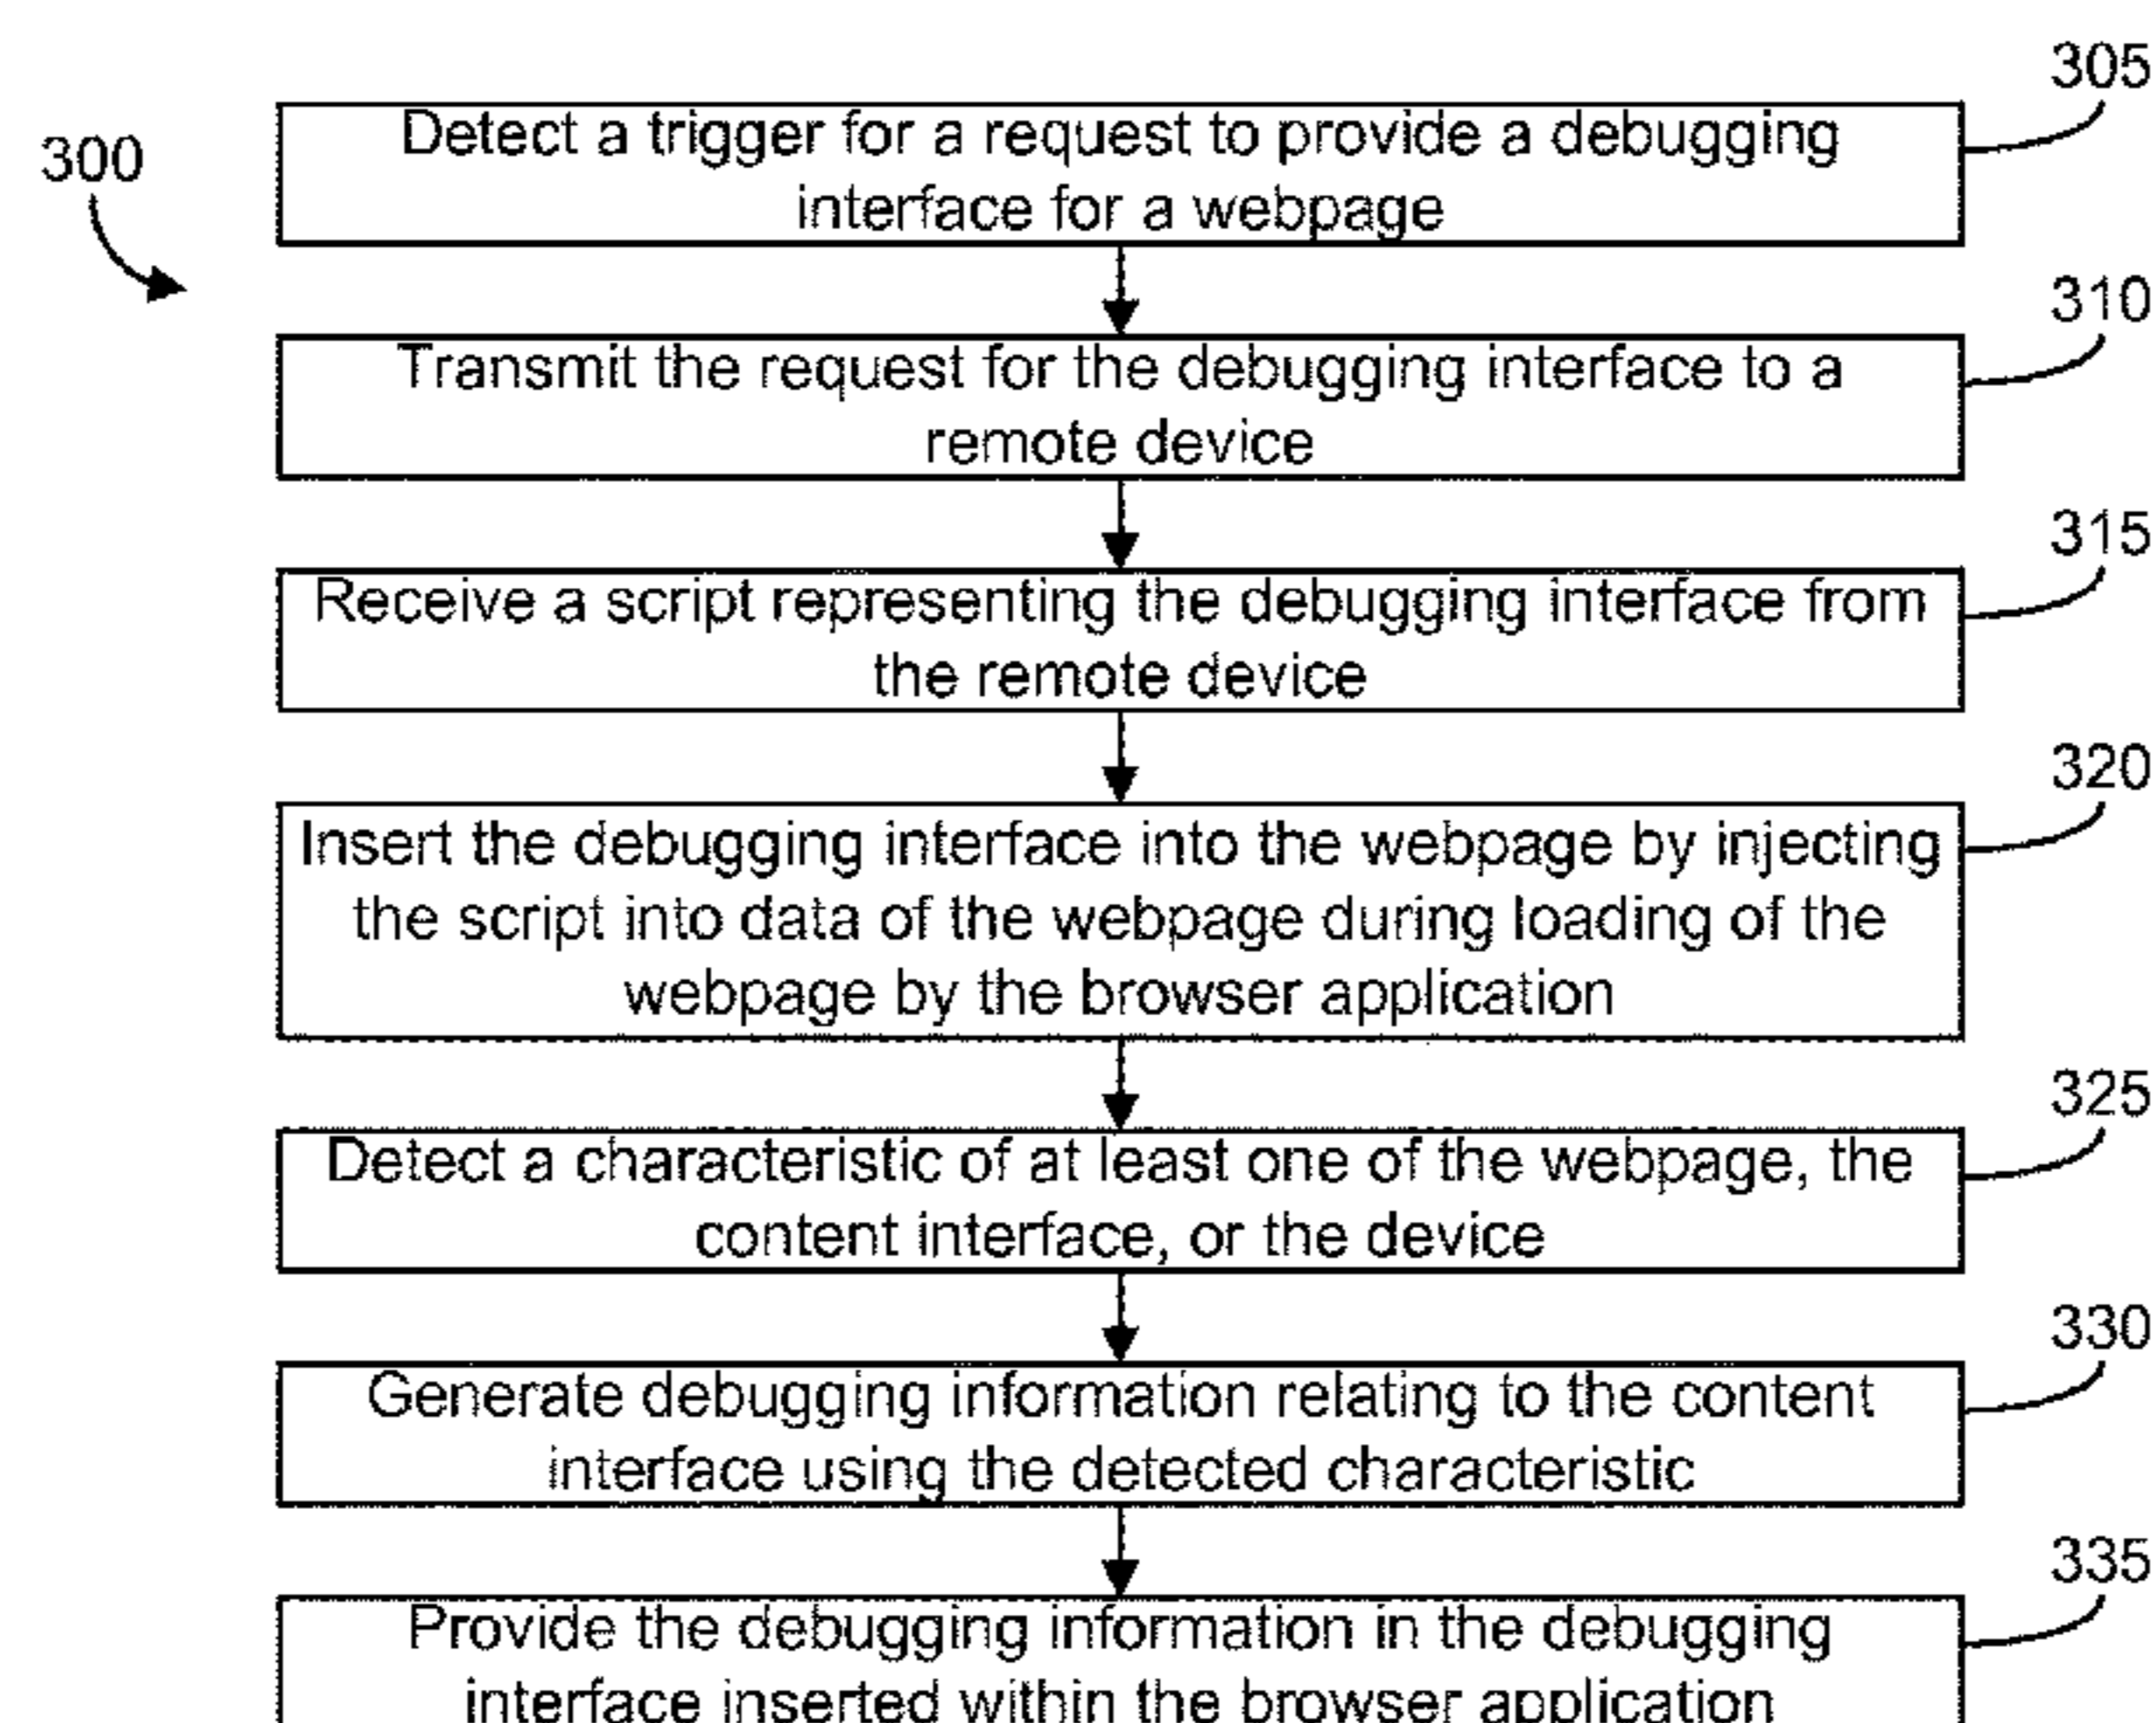 305
Detect a trigger for a request to provide a debugging
interface for a webpage
300
310
Transmit the request for the debugging interface to a
remote device
315
Receive a script representing the debugging interface from
the remote device
320
Insert the debugging interface into the webpage by injecting
the script into data of the webpage during loading of the
webpage by the browser application
325
Detect a characteristic of at least one of the webpage, the
content interface, or the device
330
Generate debugging information relating to the content
interface using the detected characteristic
335
Provide the debugging information in the debugging
interface inserted within the browser application